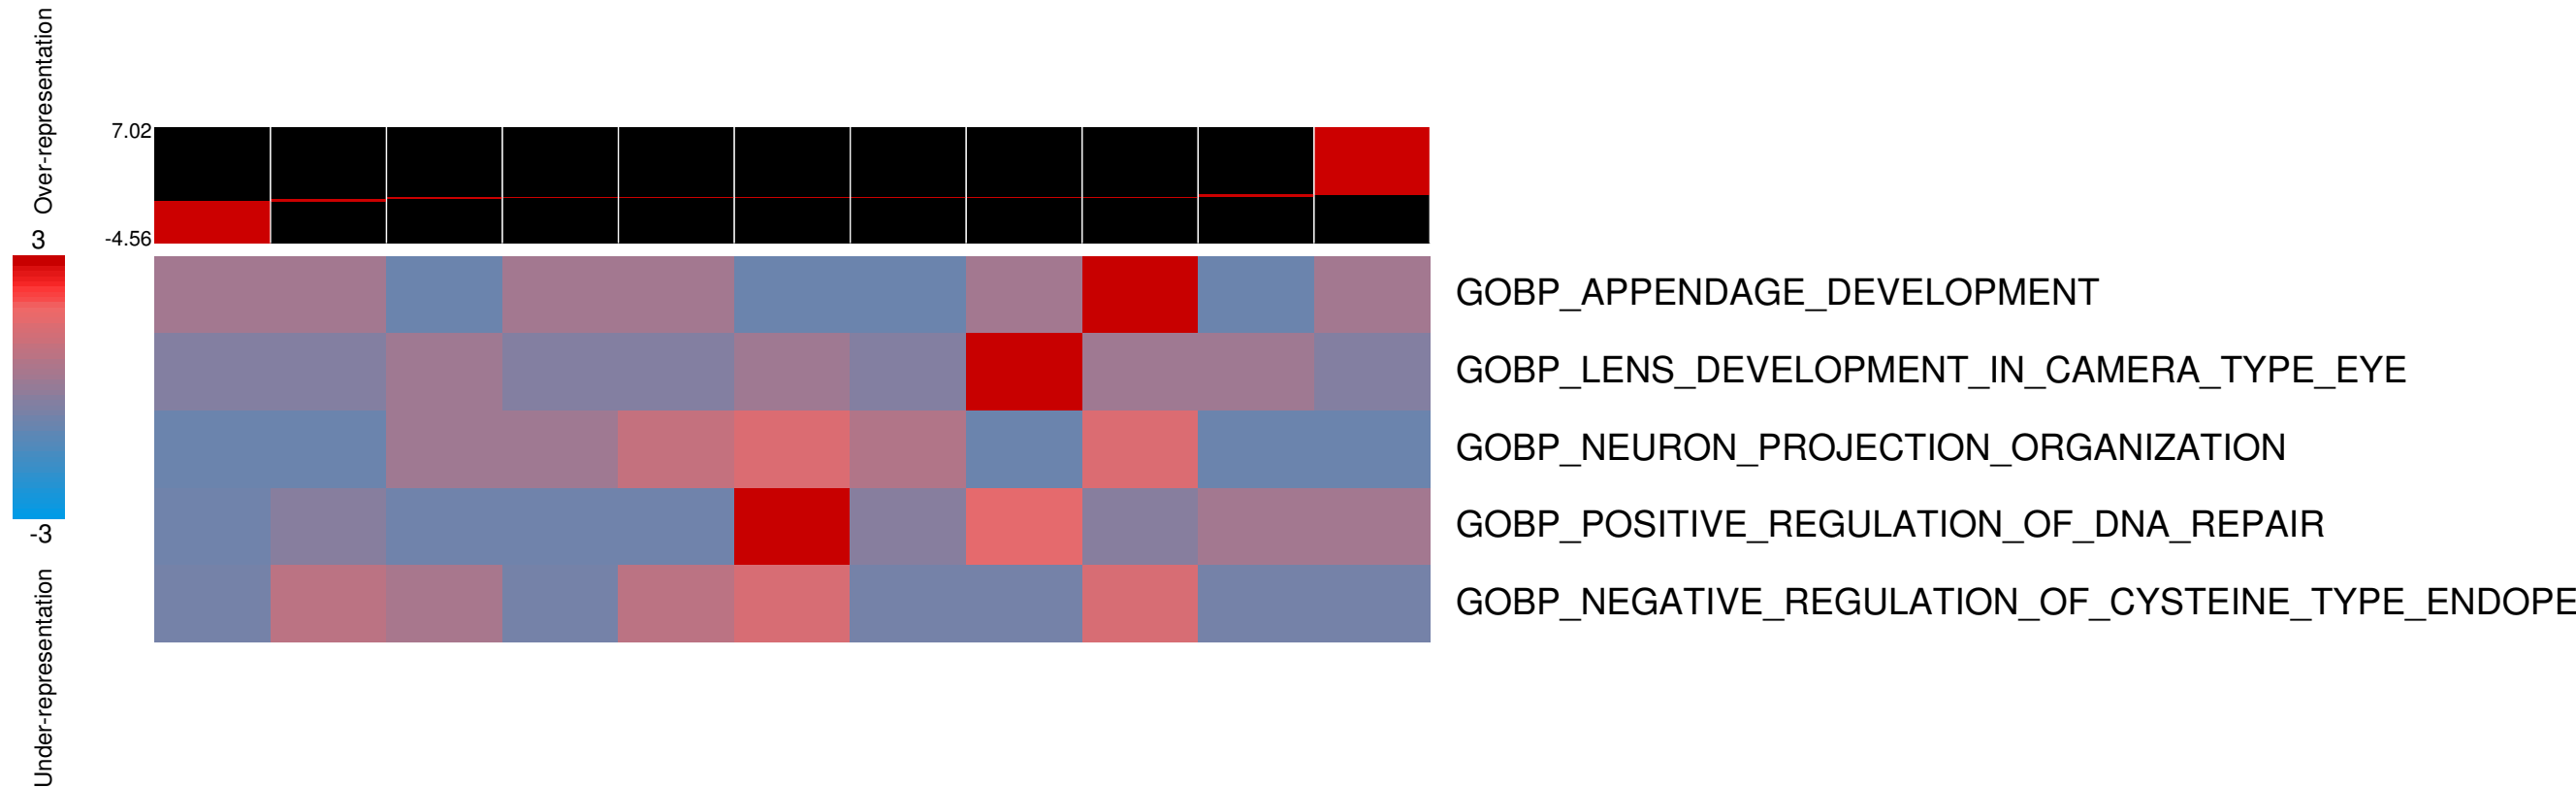 Over-representation
7.02
-4.56
3
-3
Under-representation
GOBP_APPENDAGE_DEVELOPMENT
GOBP_LENS_DEVELOPMENT_IN_CAMERA_TYPE_EYE
GOBP_NEURON_PROJECTION_ORGANIZATION
GOBP_POSITIVE_REGULATION_OF_DNA_REPAIR
GOBP_NEGATIVE_REGULATION_OF_CYSTEINE_TYPE_ENDOPE